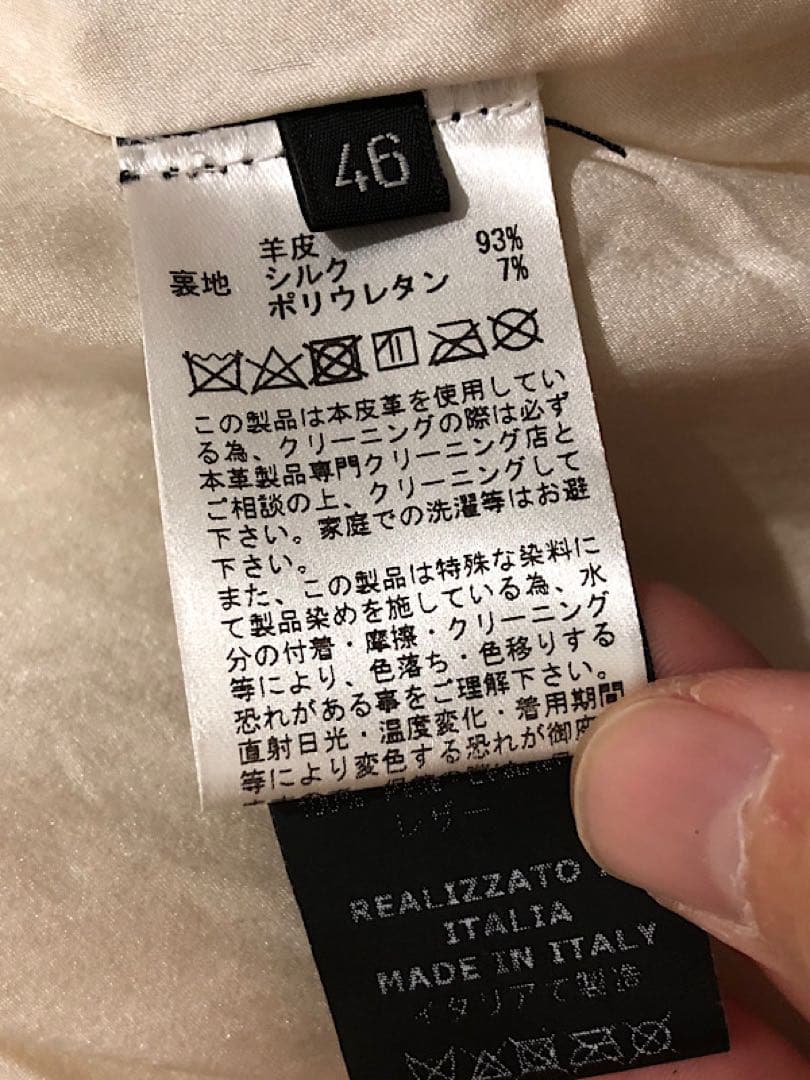 46
羊皮
裏地 シルク 93%
ポリウレタン 7%
この製品は本皮革を使用してい
る為、クリーニングの際は必ず
本革製品専門クリーニング店と
ご相談の上、クリーニングして
下さい。家庭での洗濯等はお避
下さい。
また、この製品は特殊な染料に
て製品染めを施している為、水
分の付着・摩擦・クリーニング
等により、色落ち・色移りする
恐れがある事をご理解下さい。
直射日光・温度変化・着用期間
等により変色する恐れが御座
レザー
REALIZZATO
ITALIA
MADE IN ITALY
イタリアで製造